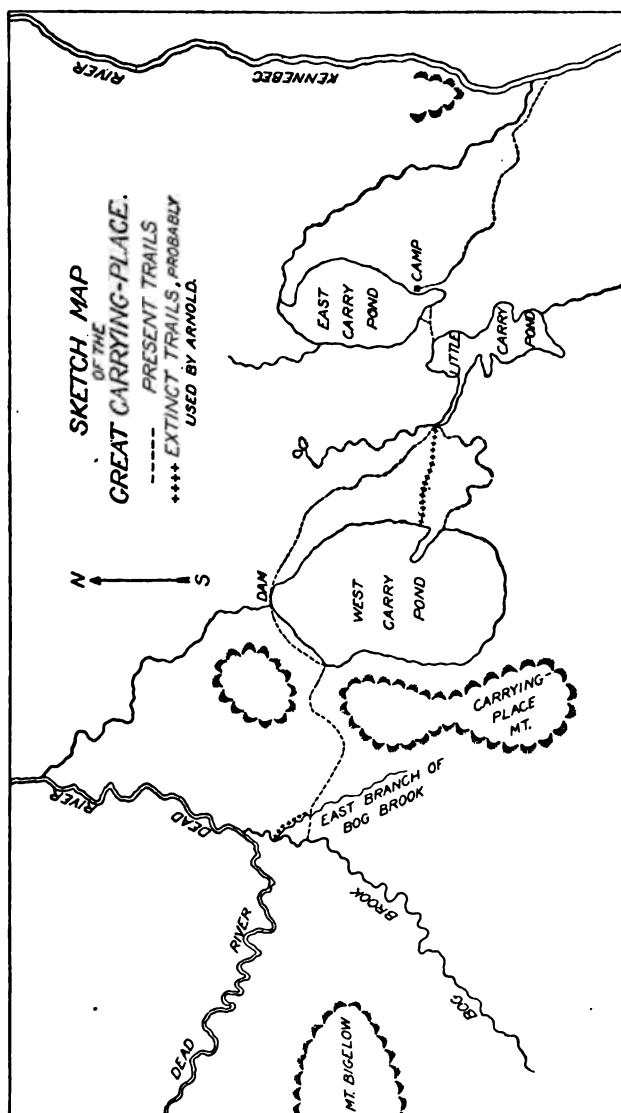 SKETCH MAP
OF THE
GREAT CARRYING-PLACE.
---- PRESENT TRAILS
++++ EXTINCT TRAILS, PROBABLY
USED BY ARNOLD.
N
S
KENNEBEC
RIVER
EAST
CARRY
POND
CAMP
LITTLE
CARRY
POND
DAM
WEST
CARRY
POND
CARRYING-
PLACE
MT.
DEAD
RIVER
EAST BRANCH OF
BOG BROOK
DEAD
RIVER
BOG
BROOK
MT. BIGELOW